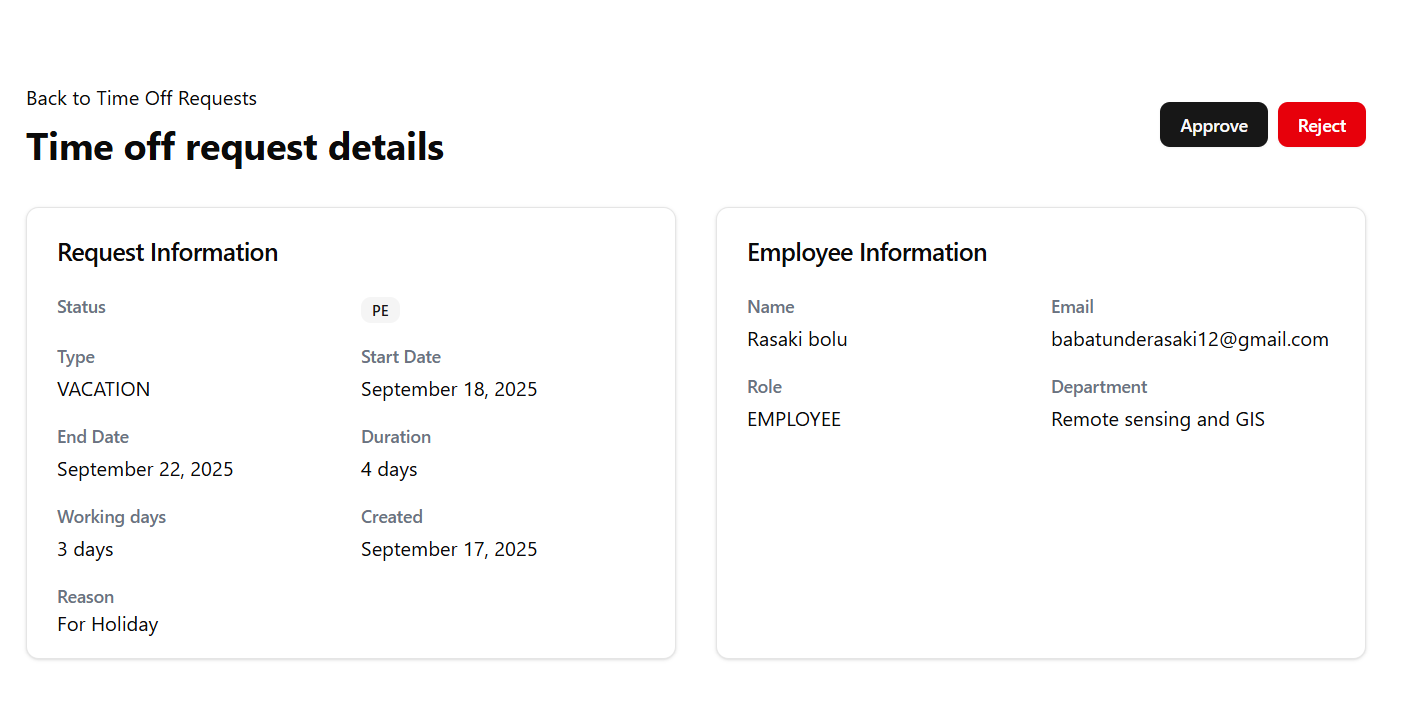 Back to Time Off Requests
Time off request details
Approve
Reject
Request Information
Status
PE
Type
Start Date
VACATION
September 18, 2025
End Date
Duration
September 22, 2025
4 days
Working days
Created
3 days
September 17, 2025
Reason
For Holiday
Employee Information
Name
Email
Rasaki bolu
babatunderasaki12@gmail.com
Role
Department
EMPLOYEE
Remote sensing and GIS